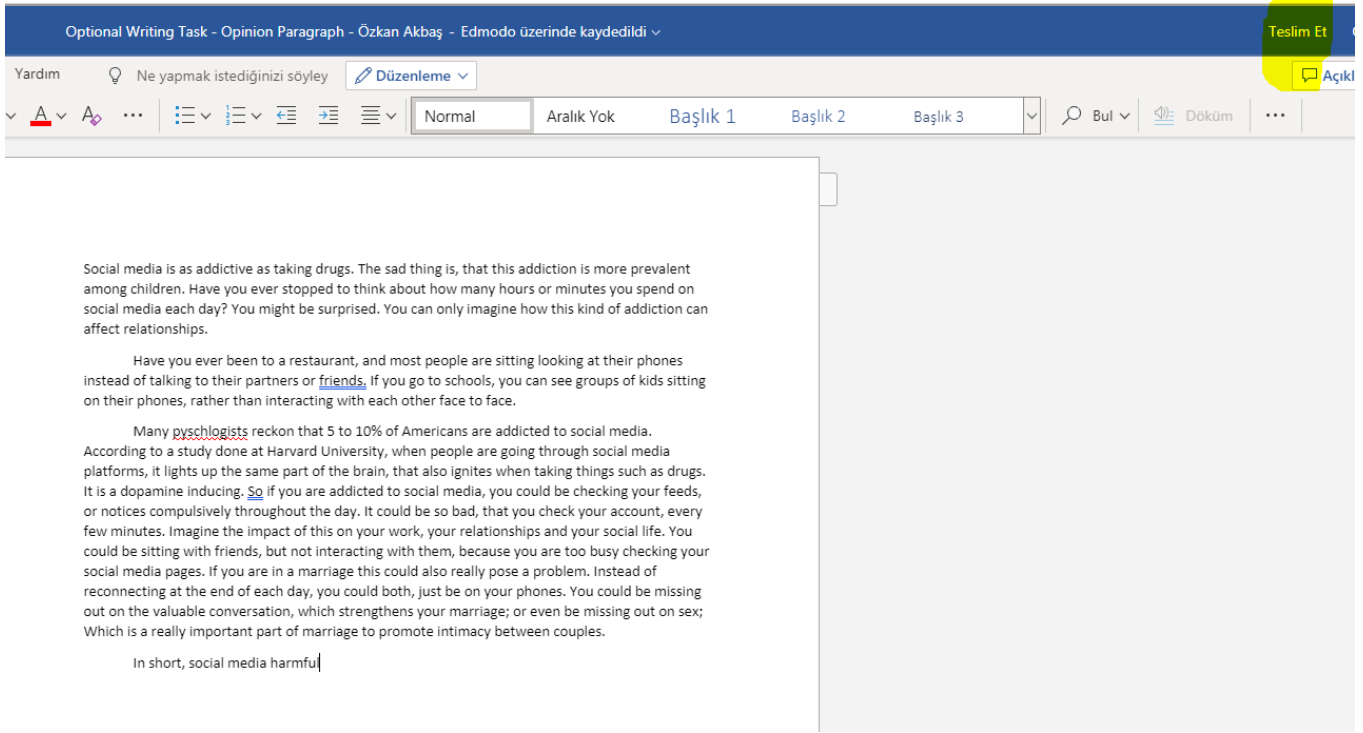 Optional Writing Task - Opinion Paragraph - Özkan Akbaş - Edmodo üzerinde kaydedildi
Teslim Et
Yardım
Ne yapmak istediğinizi söyley
Düzenleme
Açıkl
A
A
Normal
Aralık Yok
Başlık 1
Başlık 2
Başlık 3
Bul
Döküm
Social media is as addictive as taking drugs. The sad thing is, that this addiction is more prevalent
among children. Have you ever stopped to think about how many hours or minutes you spend on
social media each day? You might be surprised. You can only imagine how this kind of addiction can
affect relationships.
Have you ever been to a restaurant, and most people are sitting looking at their phones
instead of talking to their partners or friends. If you go to schools, you can see groups of kids sitting
on their phones, rather than interacting with each other face to face.
Many pyschlogists reckon that 5 to 10% of Americans are addicted to social media.
According to a study done at Harvard University, when people are going through social media
platforms, it lights up the same part of the brain, that also ignites when taking things such as drugs.
It is a dopamine inducing. So if you are addicted to social media, you could be checking your feeds,
or notices compulsively throughout the day. It could be so bad, that you check your account, every
few minutes. Imagine the impact of this on your work, your relationships and your social life. You
could be sitting with friends, but not interacting with them, because you are too busy checking your
social media pages. If you are in a marriage this could also really pose a problem. Instead of
reconnecting at the end of each day, you could both, just be on your phones. You could be missing
out on the valuable conversation, which strengthens your marriage; or even be missing out on sex;
Which is a really important part of marriage to promote intimacy between couples.
In short, social media harmful